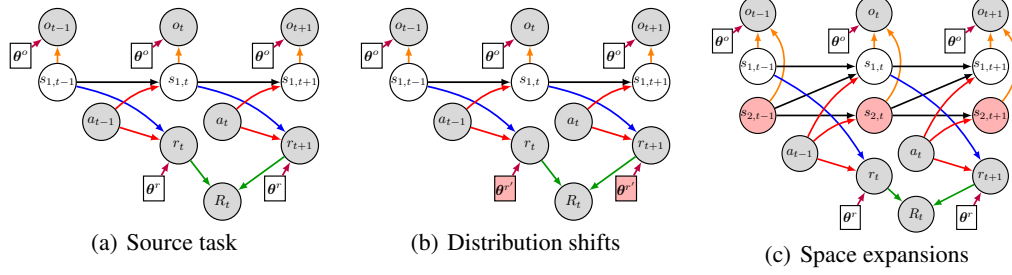 o_{t−1} o_t o_{t+1}
θ^o θ^o θ^o
s_{1,t−1} s_{1,t} s_{1,t+1}
a_{t−1} a_t
r_t r_{t+1}
θ^r θ^r
R_t
(a) Source task
o_{t−1} o_t o_{t+1}
θ^o θ^o θ^o
s_{1,t−1} s_{1,t} s_{1,t+1}
a_{t−1} a_t
r_t r_{t+1}
θ^{r′} θ^{r′}
R_t
(b) Distribution shifts
o_{t−1} o_t o_{t+1}
θ^o θ^o θ^o
s_{1,t−1} s_{1,t} s_{1,t+1}
s_{2,t−1} s_{2,t} s_{2,t+1}
a_{t−1} a_t
r_t r_{t+1}
θ^r θ^r
R_t
(c) Space expansions